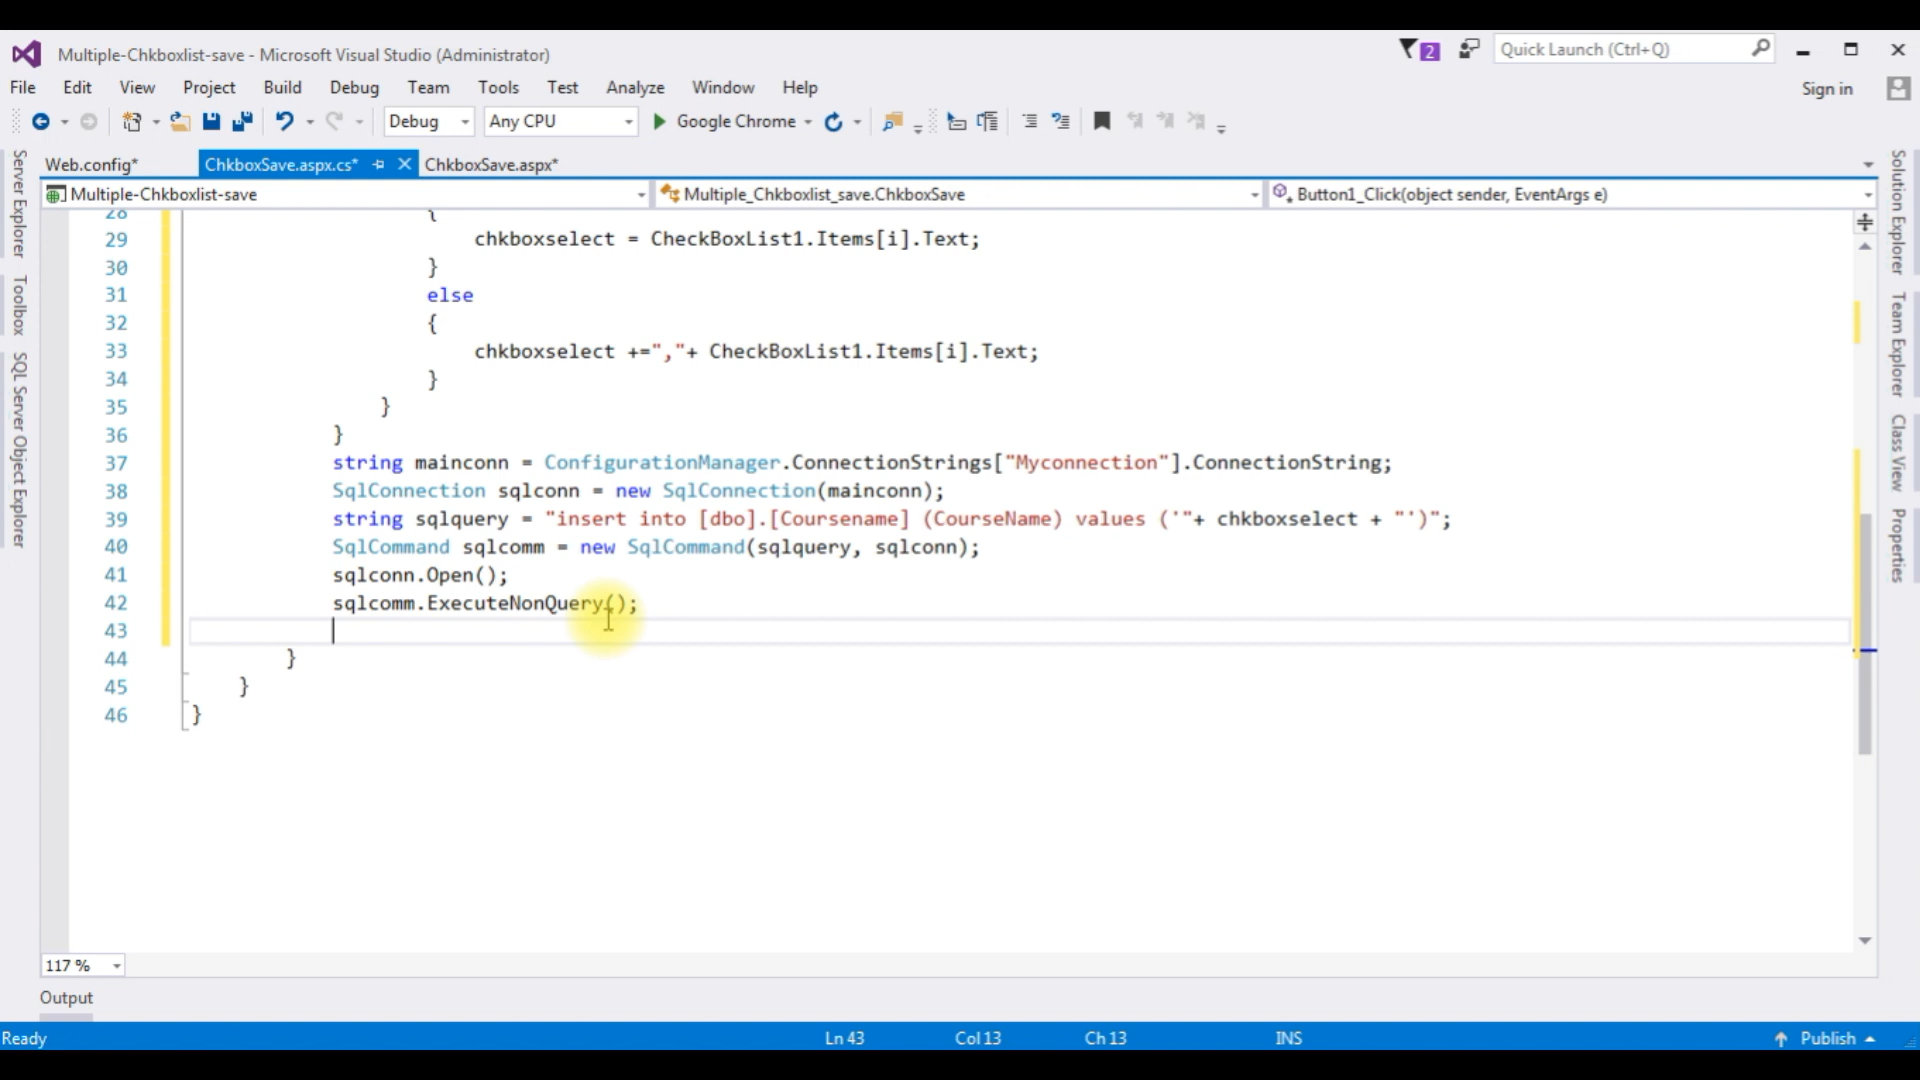 Multiple-Chkboxlist-save - Microsoft Visual Studio (Administrator)
2
Quick Launch (Ctrl+Q)
File Edit View Project Build Debug Team Tools Test Analyze Window Help
Sign in
Debug Any CPU Google Chrome
Web.config* ChkboxSave.aspx.cs* ChkboxSave.aspx*
Multiple-Chkboxlist-save Multiple_Chkboxlist_save.ChkboxSave Button1_Click(object sender, EventArgs e)
Server Explorer
Toolbox
SQL Server Object Explorer
28 {
29 chkboxselect = CheckBoxList1.Items[i].Text;
30 }
31 else
32 {
33 chkboxselect +=","+ CheckBoxList1.Items[i].Text;
34 }
35 }
36 }
37 string mainconn = ConfigurationManager.ConnectionStrings["Myconnection"].ConnectionString;
38 SqlConnection sqlconn = new SqlConnection(mainconn);
39 string sqlquery = "insert into [dbo].[Coursename] (CourseName) values ('"+ chkboxselect + "')";
40 SqlCommand sqlcomm = new SqlCommand(sqlquery, sqlconn);
41 sqlconn.Open();
42 sqlcomm.ExecuteNonQuery();
43
44 }
45 }
46 }
Solution Explorer
Team Explorer
Class View
Properties
117 %
Output
Ready Ln 43 Col 13 Ch 13 INS Publish